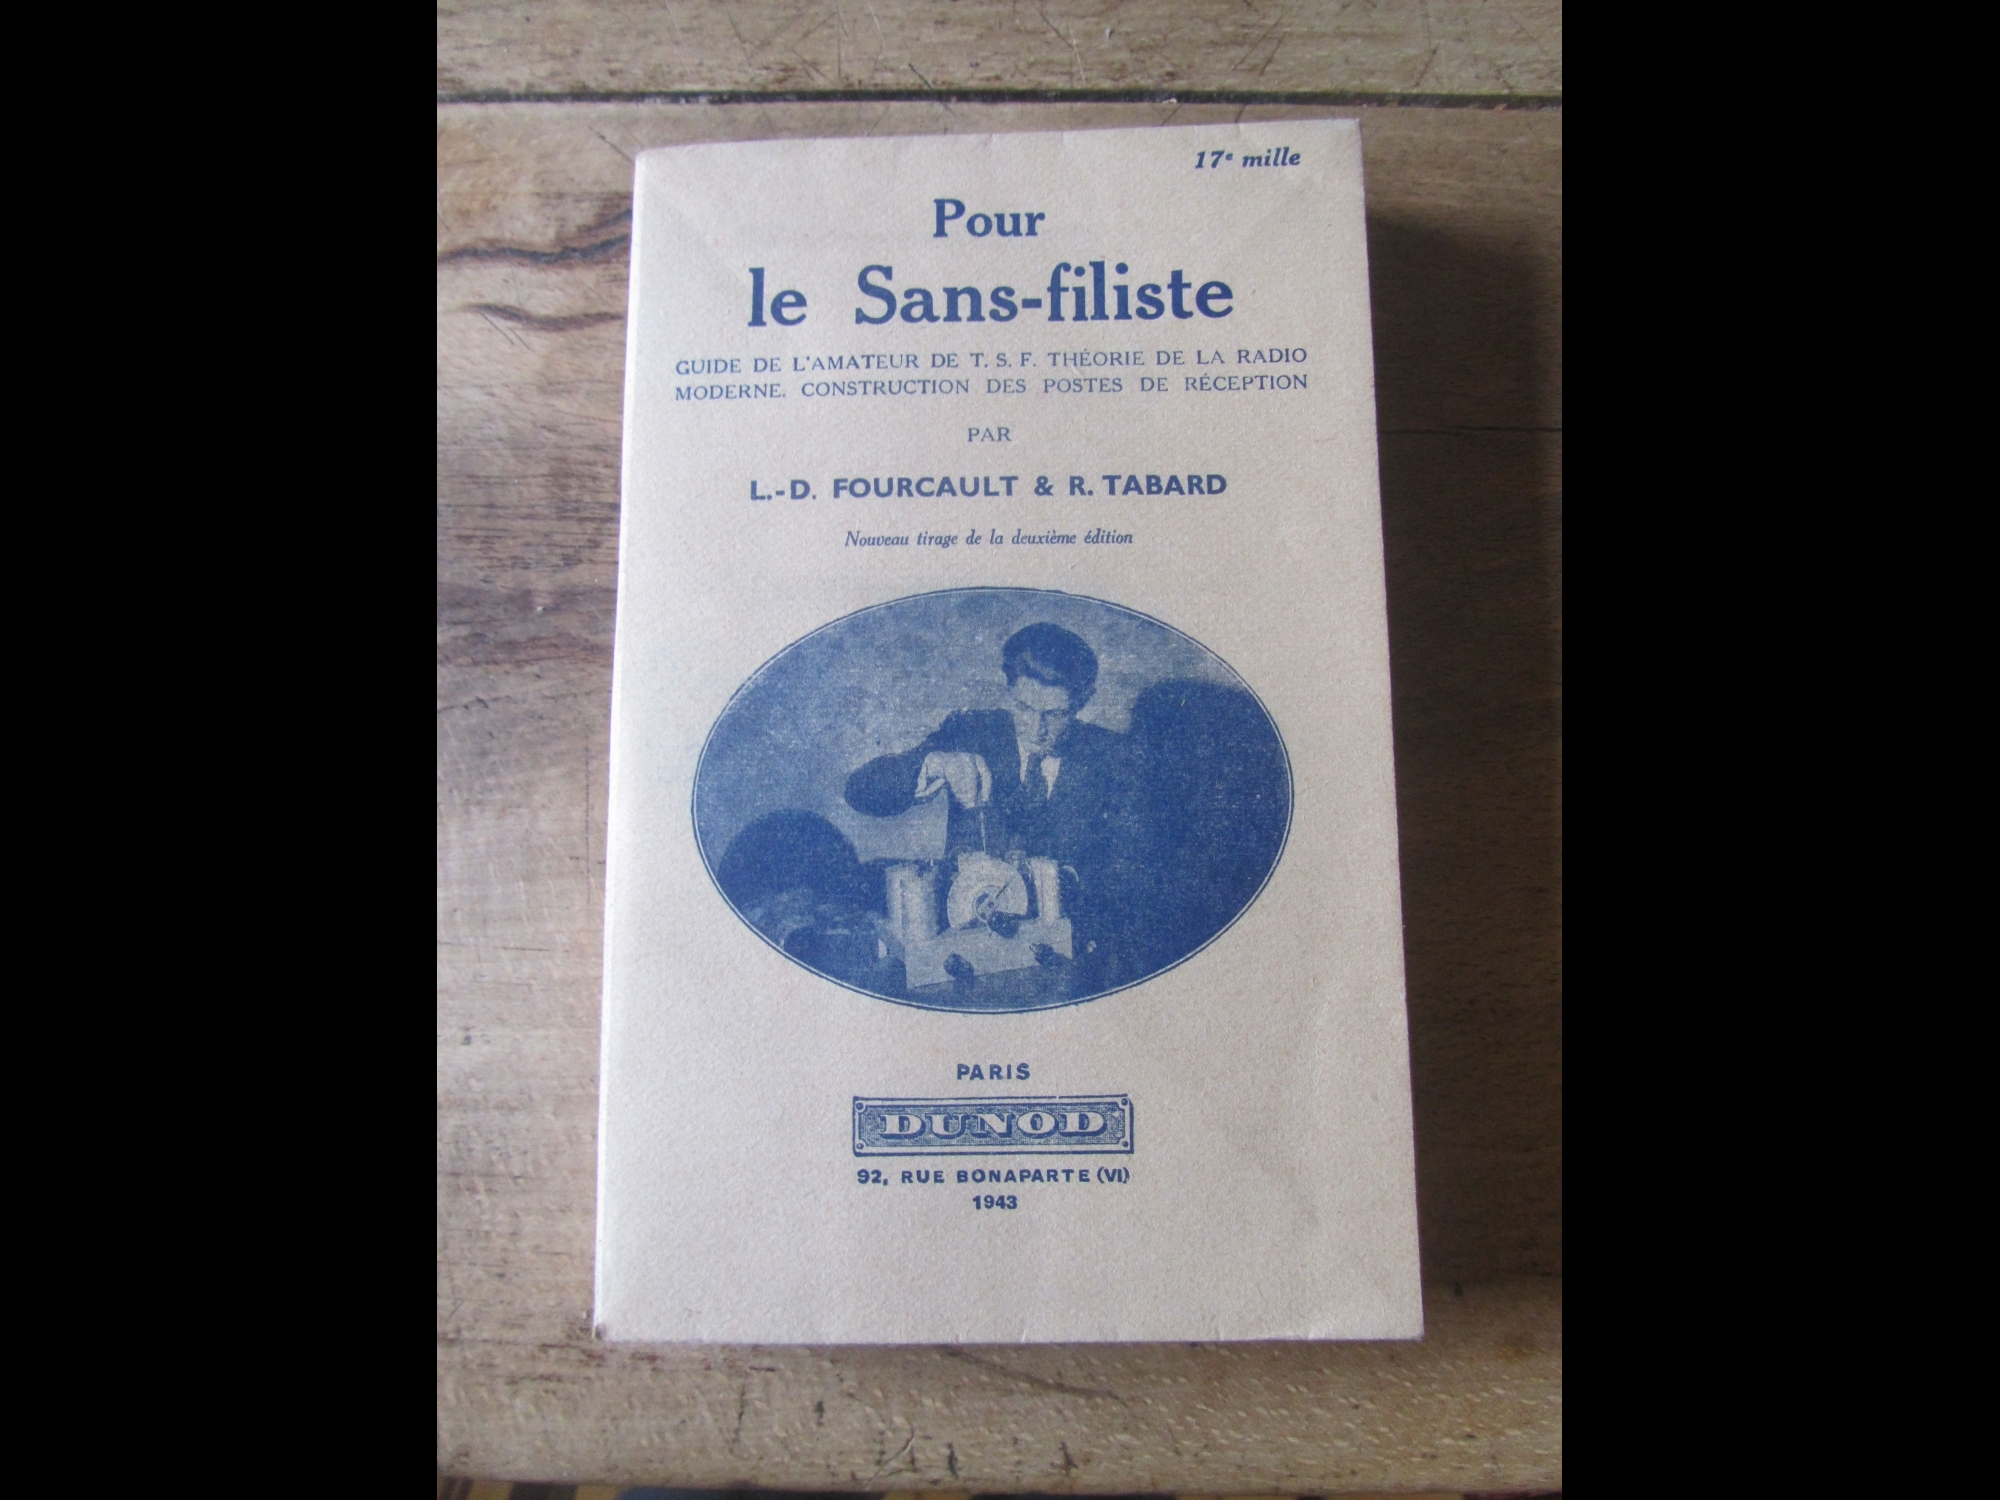 17e mille
Pour
le Sans-filiste
GUIDE DE L'AMATEUR DE T. S. F. THÉORIE DE LA RADIO
MODERNE. CONSTRUCTION DES POSTES DE RÉCEPTION
PAR
L.-D. FOURCAULT & R. TABARD
Nouveau tirage de la deuxième édition
PARIS
DUNOD
92, RUE BONAPARTE (VI)
1943